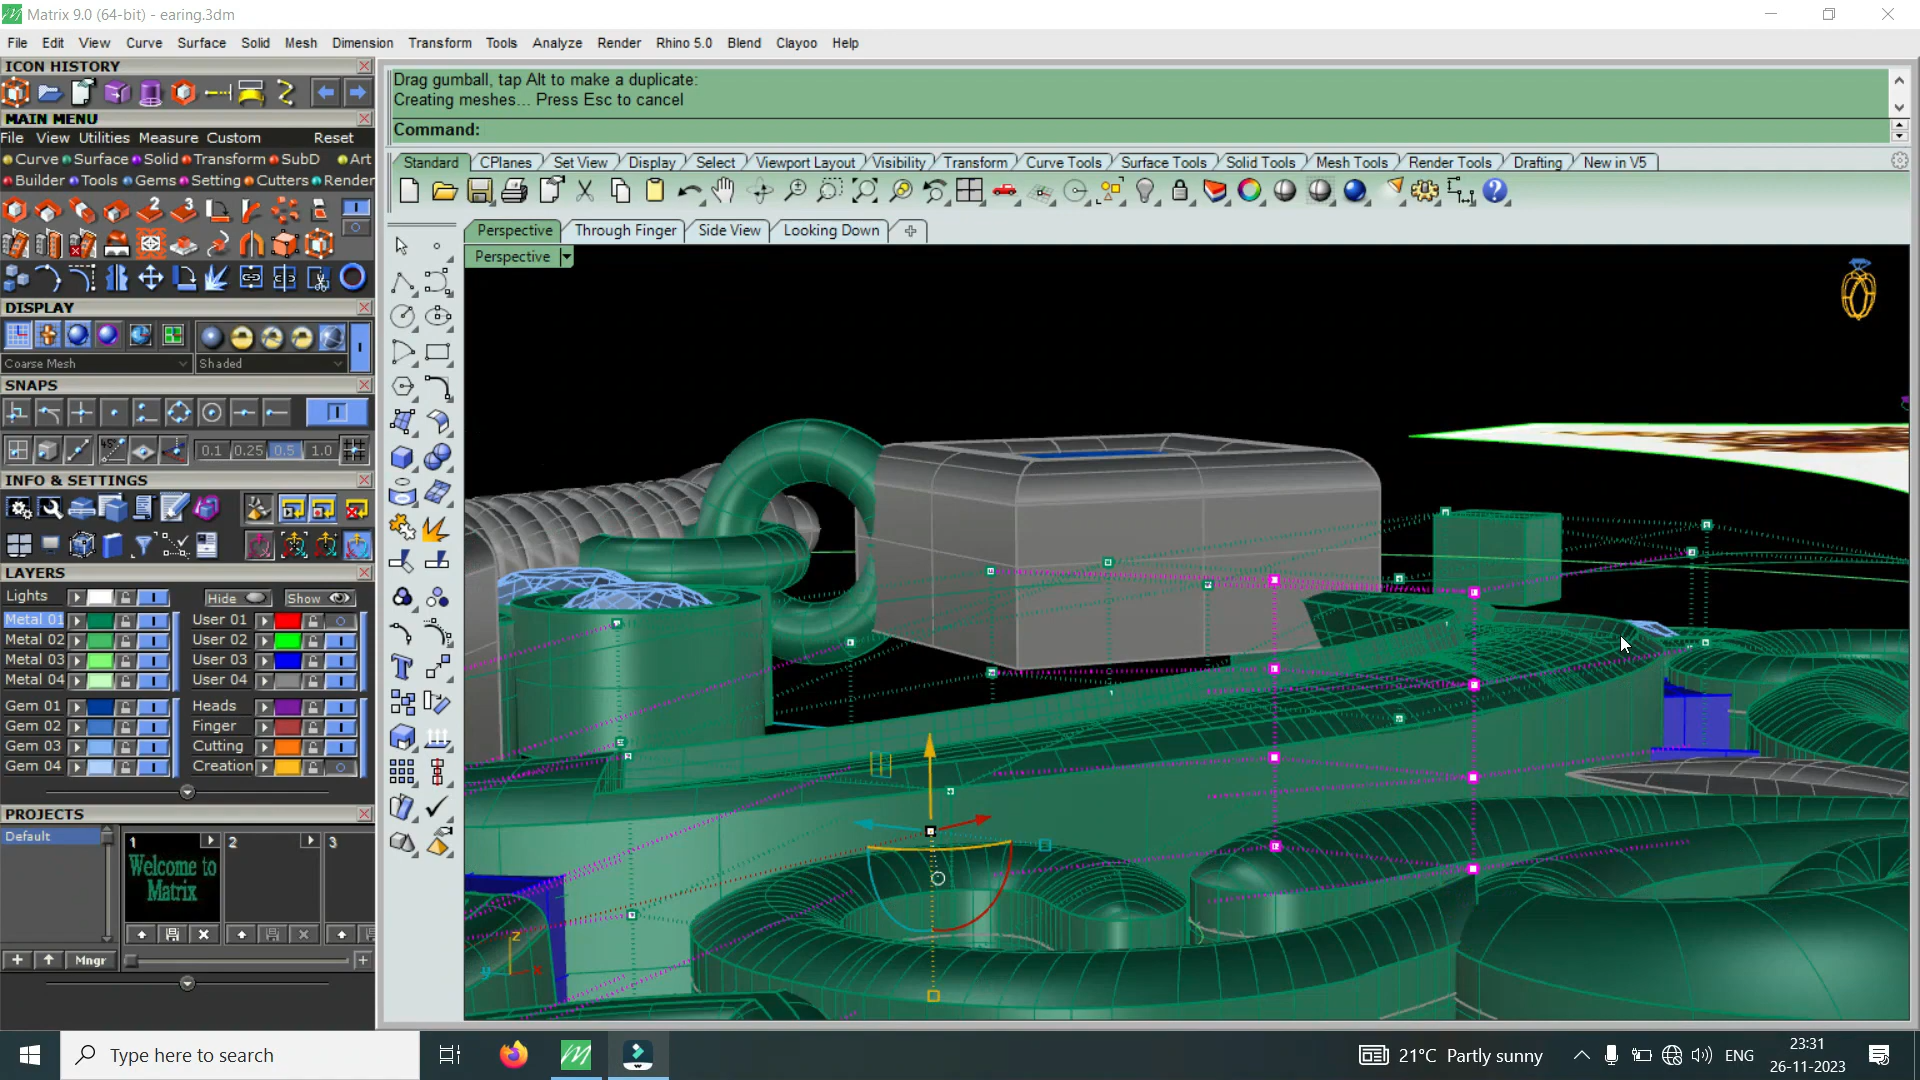 Matrix 9.0 (64-bit) - earing.3dm
File Edit View Curve Surface Solid Mesh Dimension Transform Tools Analyze Render Rhino 5.0 Blend Clayoo Help
ICON HISTORY
MAIN MENU
File View Utilities Measure Custom Reset
Curve Surface Solid Transform SubD Art
Builder Tools Gems Setting Cutters Render
2 3
DISPLAY
Coarse Mesh Shaded
SNAPS
0.1 0.25 0.5 1.0
INFO & SETTINGS
LAYERS
Lights Hide Show
Metal 01 User 01
Metal 02 User 02
Metal 03 User 03
Metal 04 User 04
Gem 01 Heads
Gem 02 Finger
Gem 03 Cutting
Gem 04 Creation
PROJECTS
Default 1 2 3
Welcome to
Matrix
Mngr
Drag gumball, tap Alt to make a duplicate:
Creating meshes... Press Esc to cancel
Command:
Standard CPlanes Set View Display Select Viewport Layout Visibility Transform Curve Tools Surface Tools Solid Tools Mesh Tools Render Tools Drafting New in V5
Perspective Through Finger Side View Looking Down
Perspective
z
y x
Type here to search
21°C Partly sunny
ENG
23:31
26-11-2023